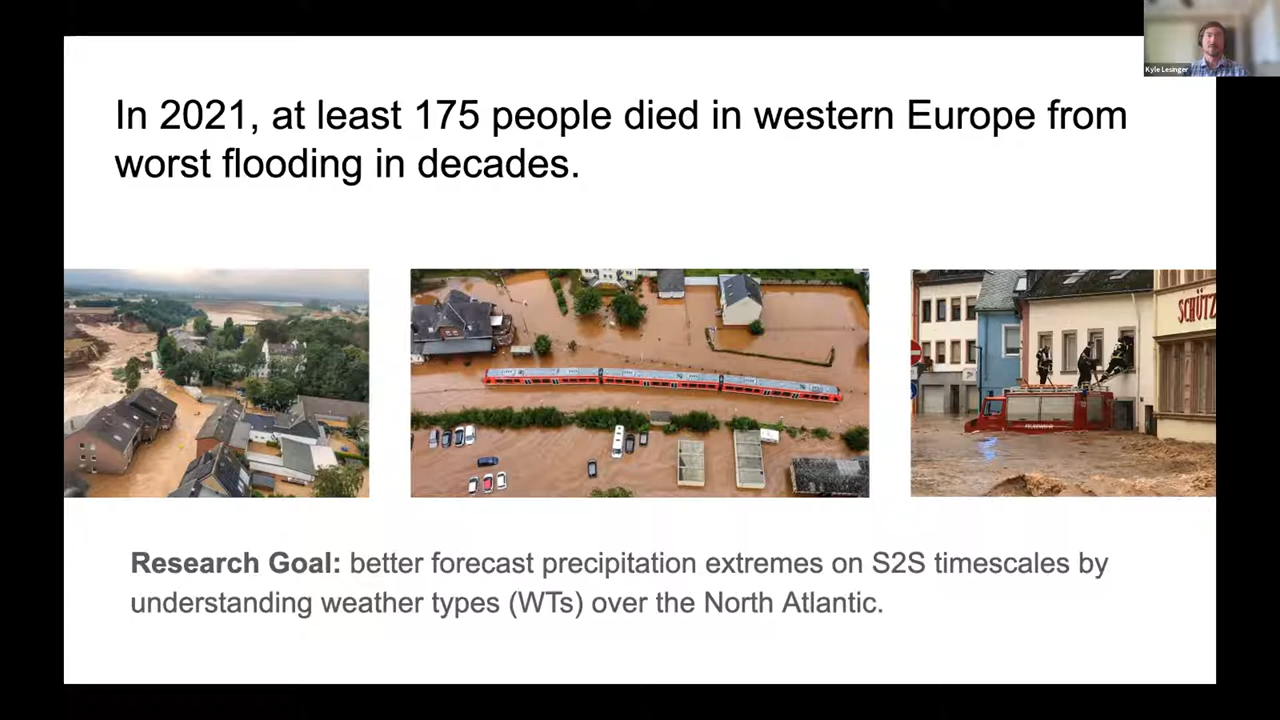 Kyle Lesinger
In 2021, at least 175 people died in western Europe from
worst flooding in decades.
SCHÜTZ
FEUERWEHR
Research Goal: better forecast precipitation extremes on S2S timescales by
understanding weather types (WTs) over the North Atlantic.